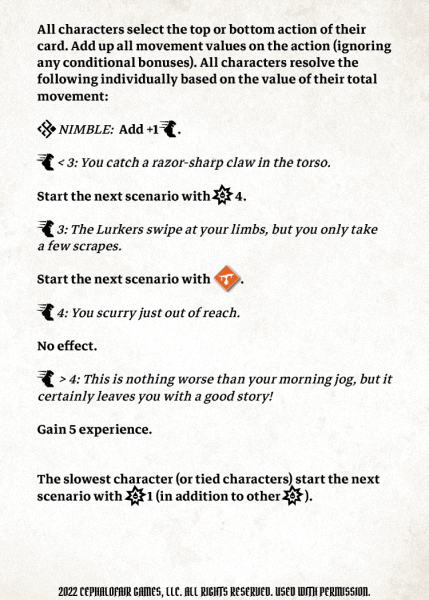 All characters select the top or bottom action of their
card. Add up all movement values on the action (ignoring
any conditional bonuses). All characters resolve the
following individually based on the value of their total
movement:
NIMBLE: Add +1.
< 3: You catch a razor-sharp claw in the torso.
Start the next scenario with 4.
3: The Lurkers swipe at your limbs, but you only take
a few scrapes.
Start the next scenario with .
4: You scurry just out of reach.
No effect.
> 4: This is nothing worse than your morning jog, but it
certainly leaves you with a good story!
Gain 5 experience.
The slowest character (or tied characters) start the next
scenario with 1 (in addition to other ).
2022 CEPHALOFAIR GAMES, LLC. ALL RIGHTS RESERVED. USED WITH PERMISSION.